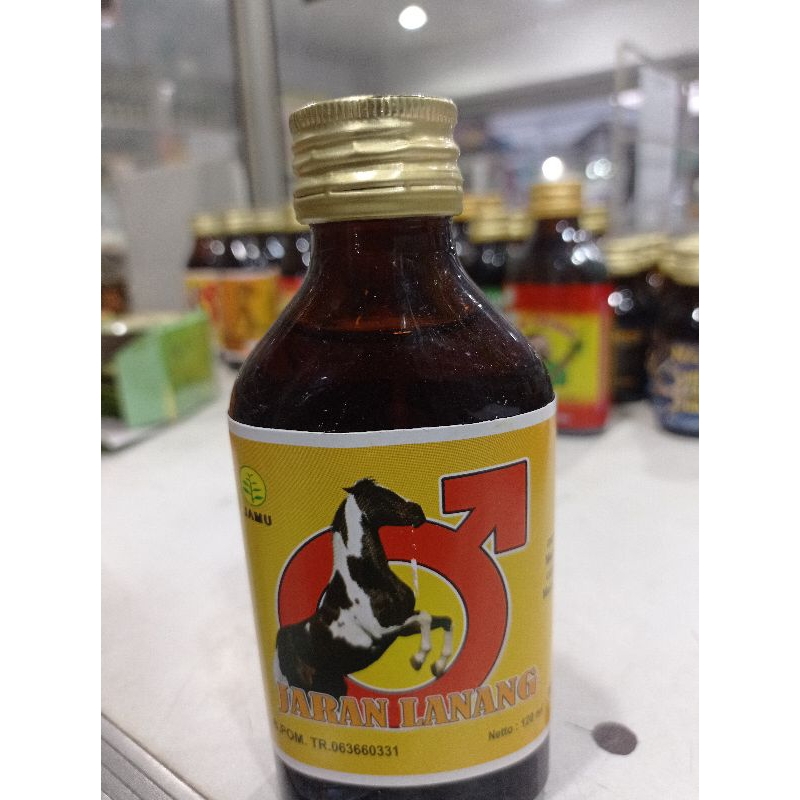 JAMU
JARAN LANANG
POM. TR.063660331
Netto - 120 ml